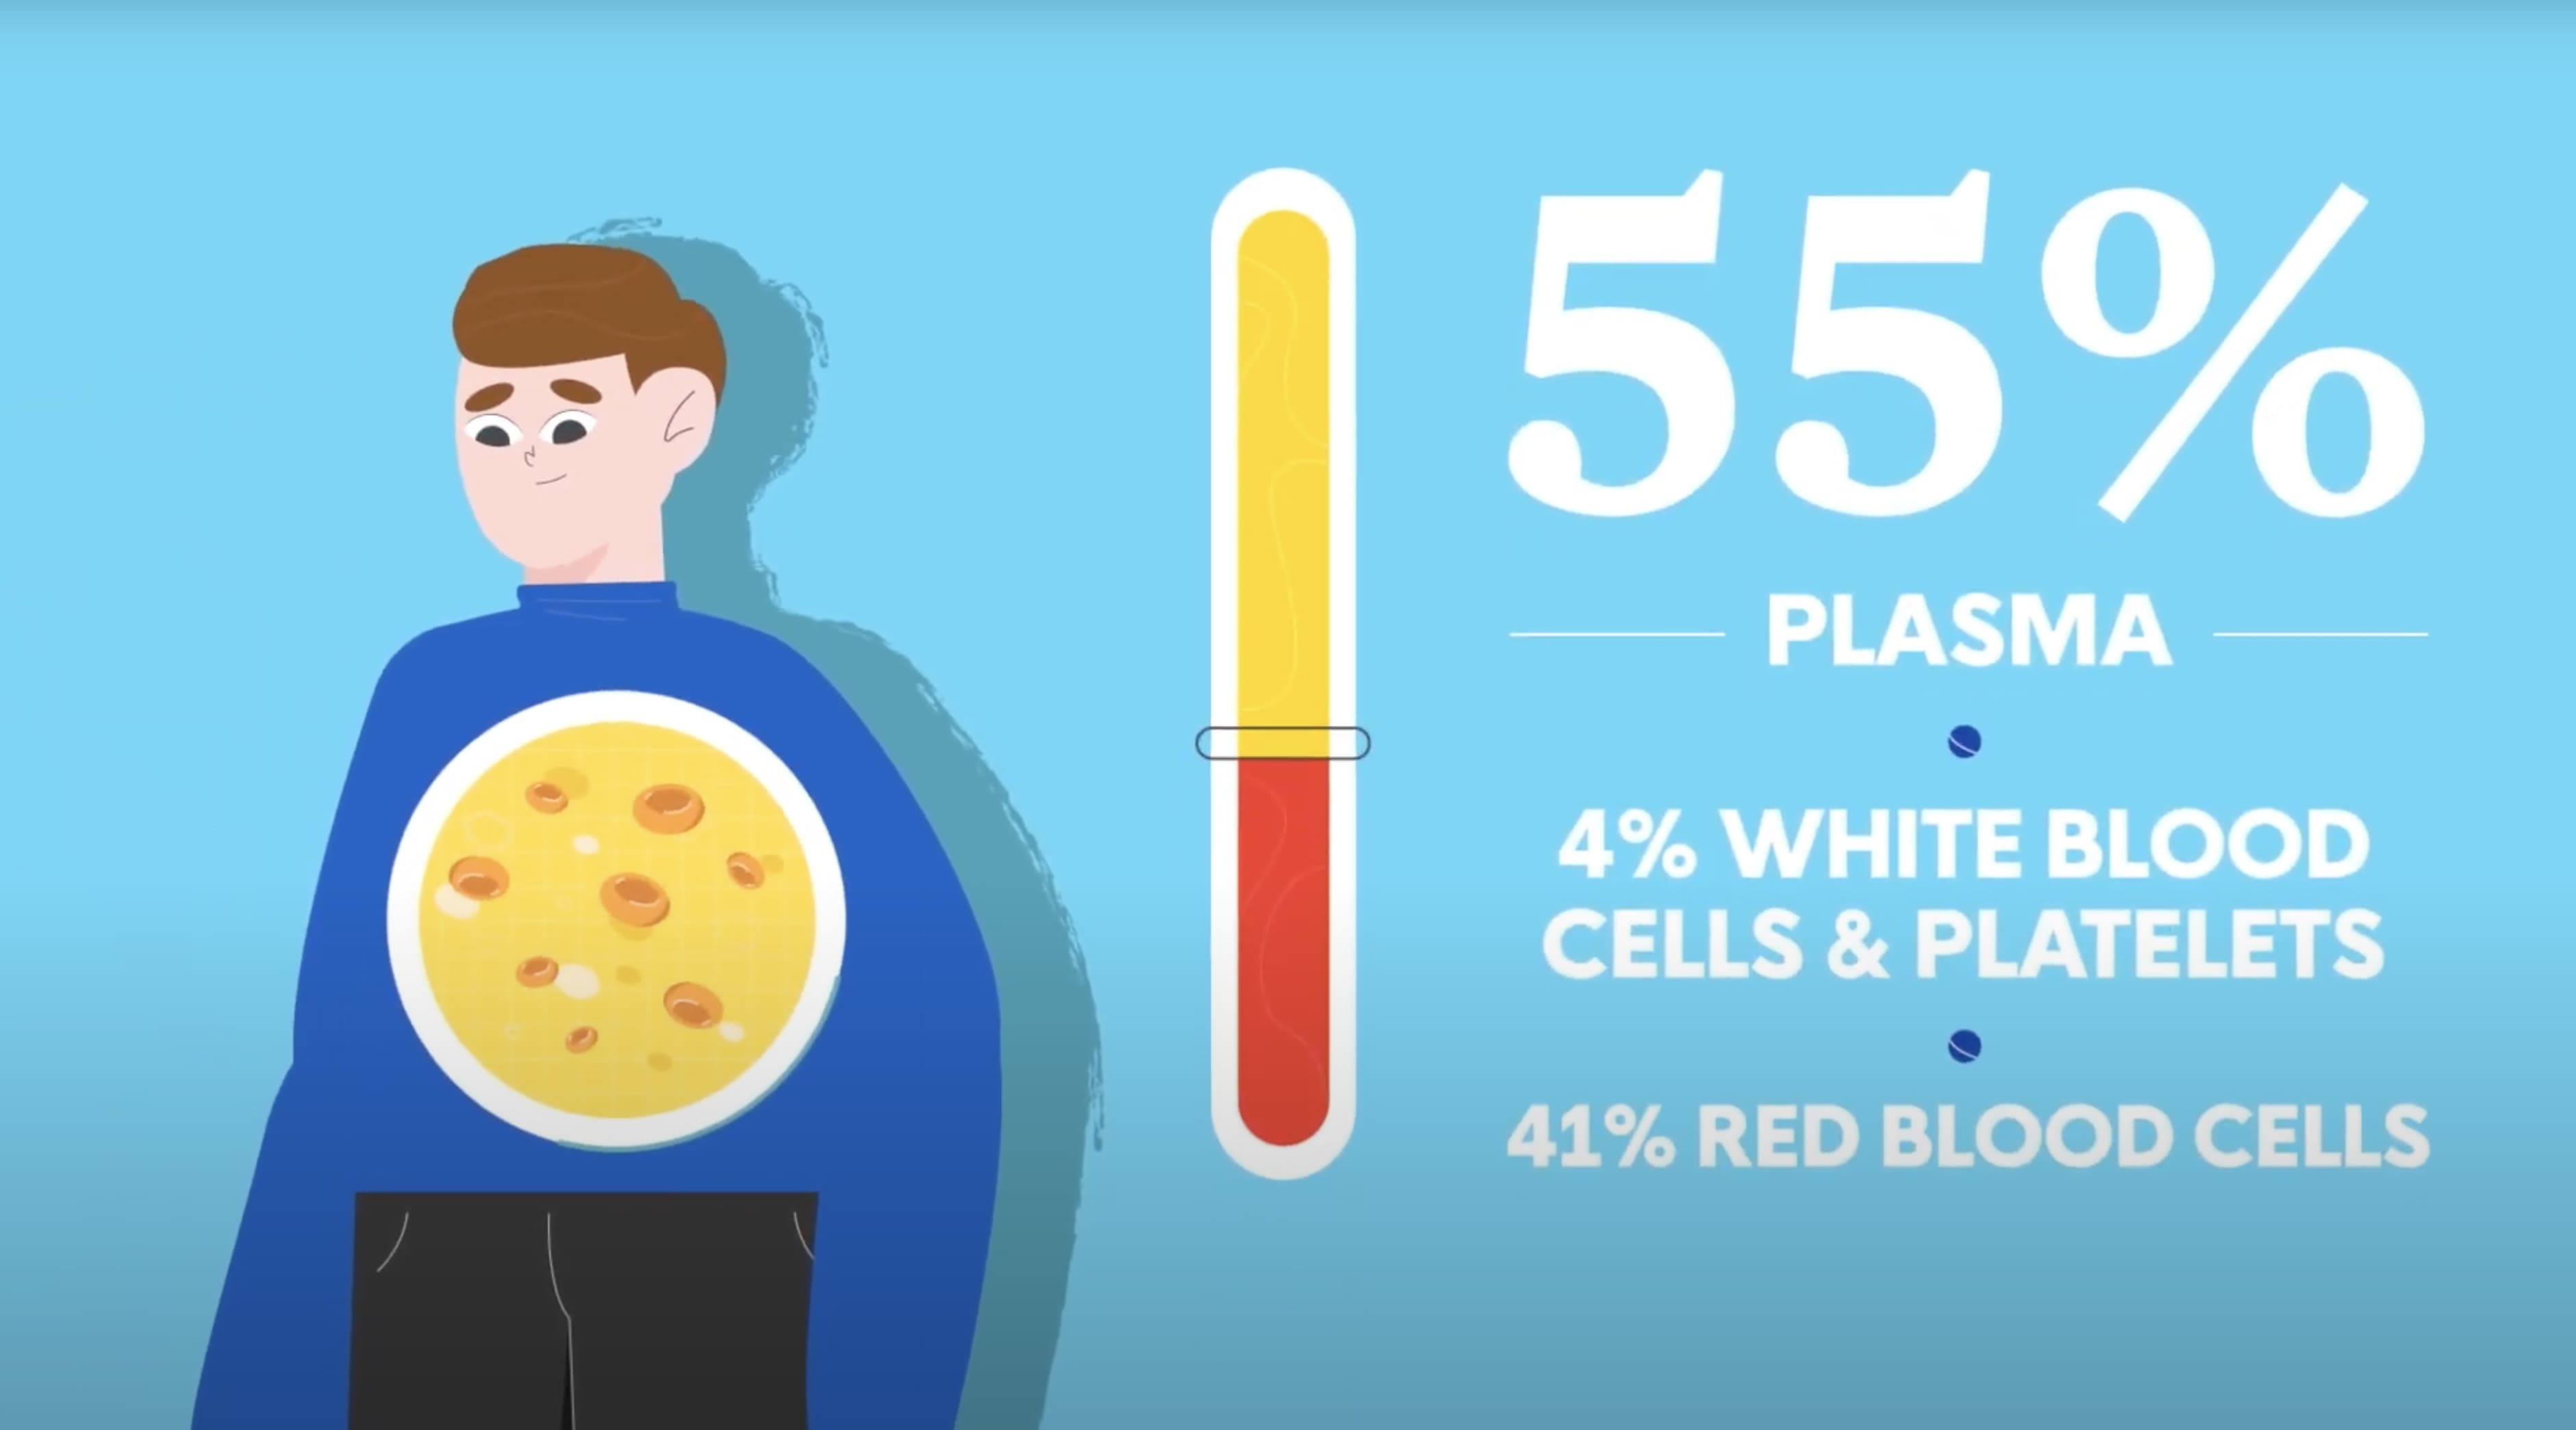 55%
PLASMA
4% WHITE BLOOD
CELLS & PLATELETS
41% RED BLOOD CELLS